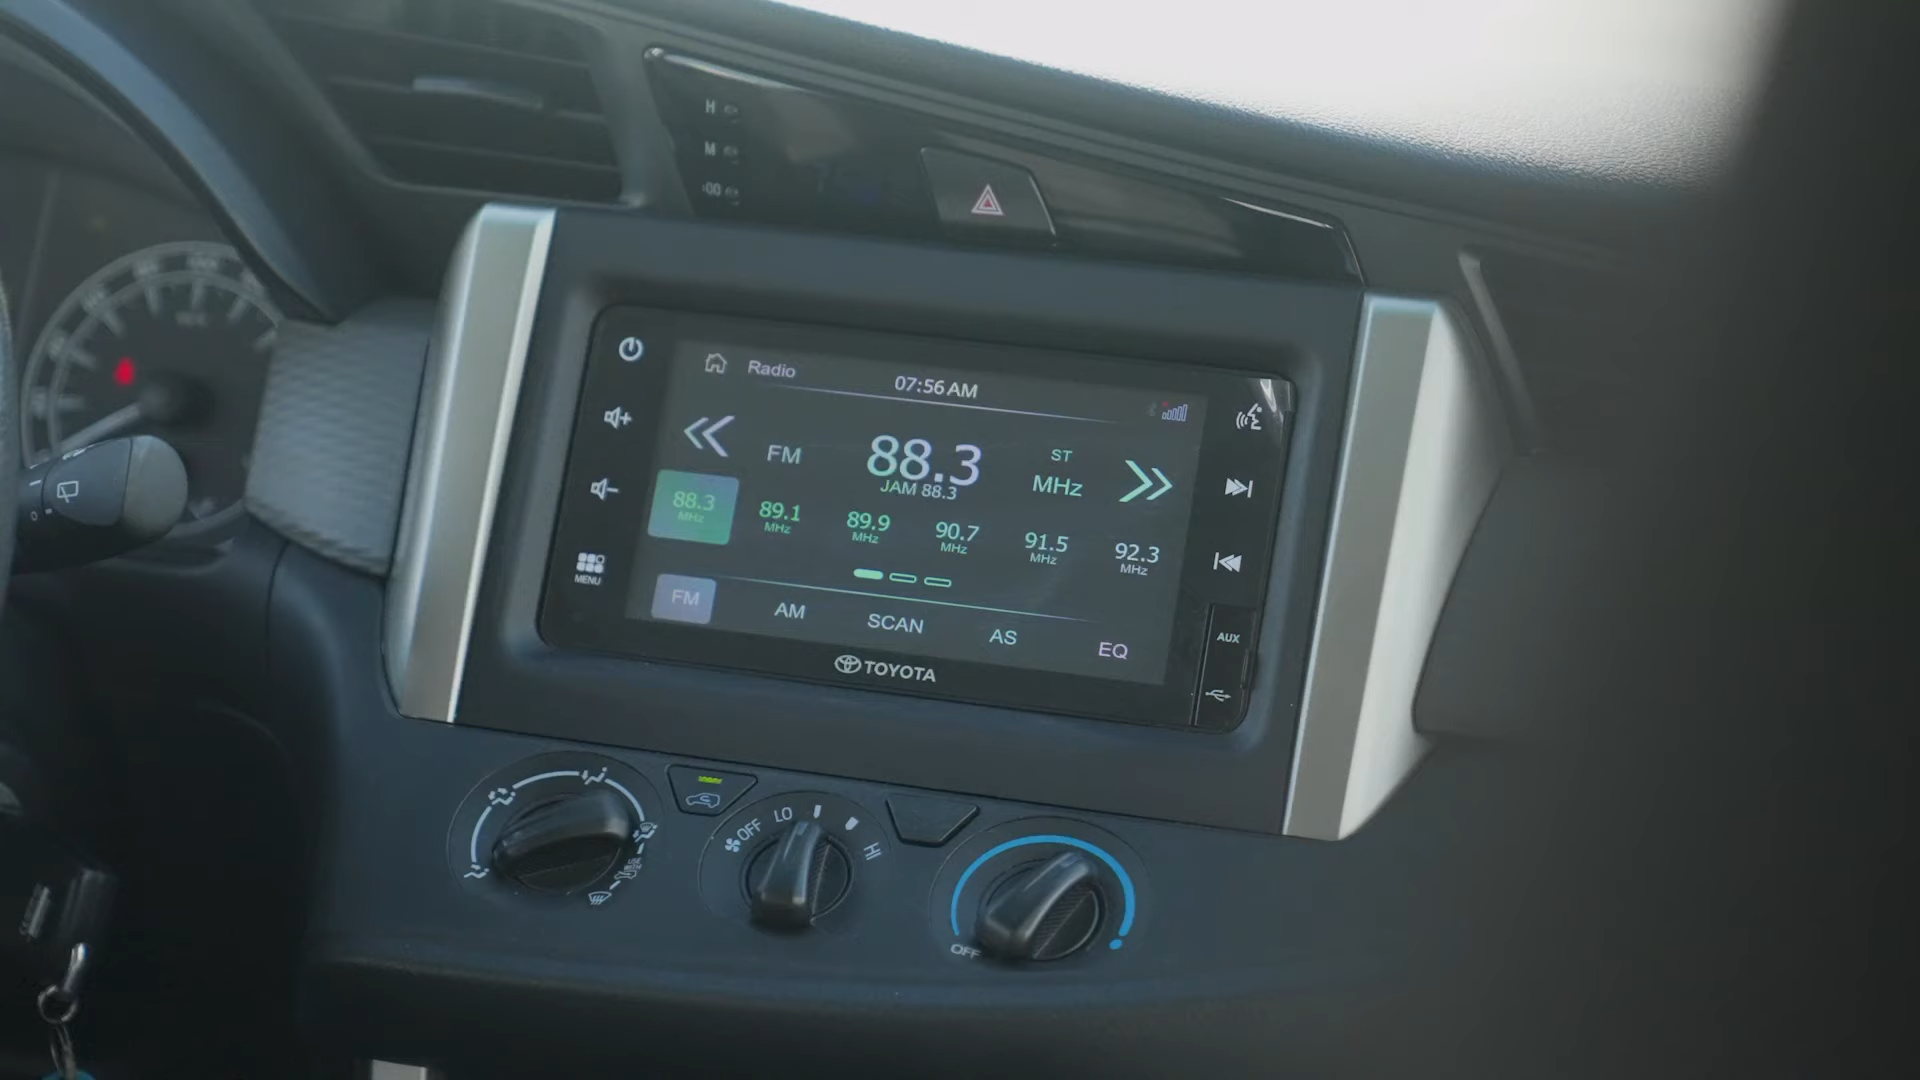 H
M
:00
Radio
07:56 AM
FM
88.3
ST
MHz
JAM 88.3
88.3
MHz
89.1
MHz
89.9
MHz
90.7
MHz
91.5
MHz
92.3
MHz
MENU
FM
AM
SCAN
AS
EQ
AUX
TOYOTA
OFF
LO
HI
OFF